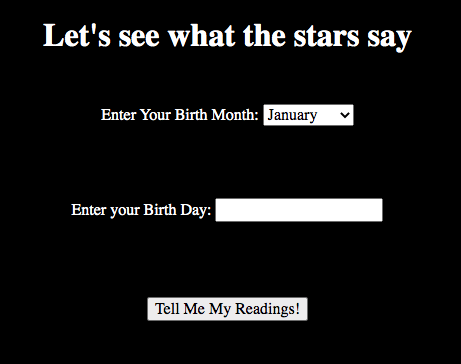 Let's see what the stars say
Enter Your Birth Month: January
Enter your Birth Day:
Tell Me My Readings!